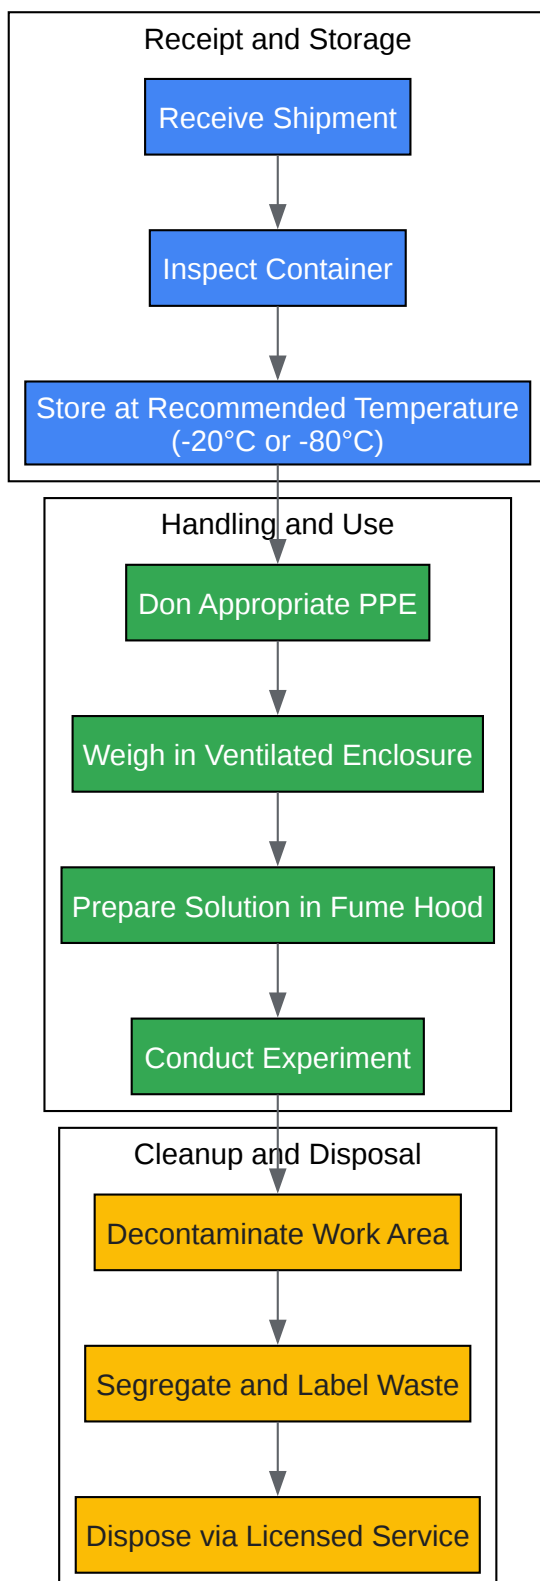 Receipt and Storage
Receive Shipment
Inspect Container
Store at Recommended Temperature
(-20°C or -80°C)
Handling and Use
Don Appropriate PPE
Weigh in Ventilated Enclosure
Prepare Solution in Fume Hood
Conduct Experiment
Cleanup and Disposal
Decontaminate Work Area
Segregate and Label Waste
Dispose via Licensed Service